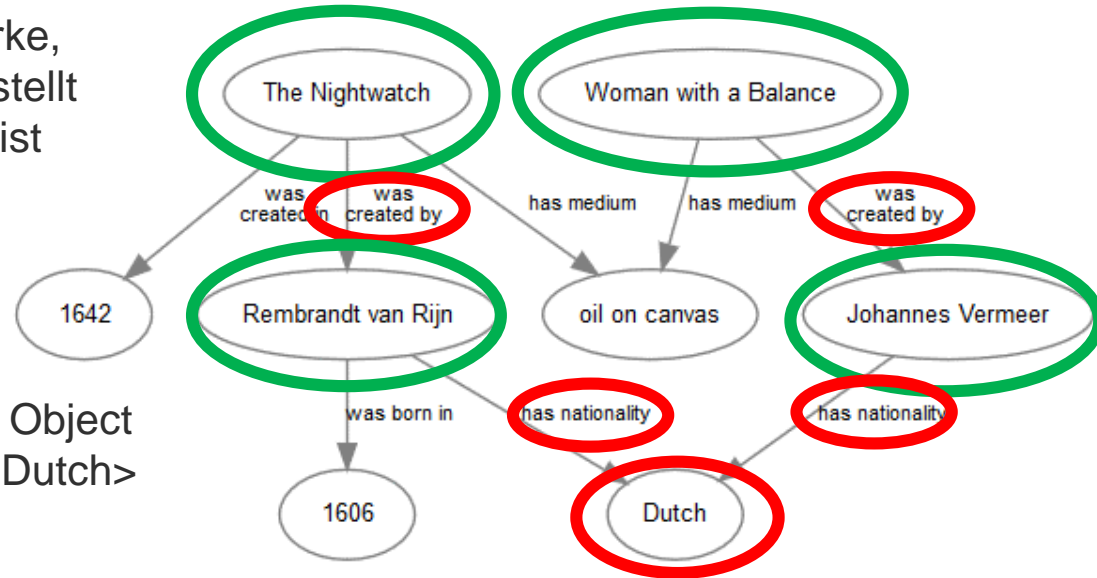 rke,
stellt
ist
The Nightwatch
Woman with a Balance
was
created in
was
created by
has medium
has medium
was
created by
1642
Rembrandt van Rijn
oil on canvas
Johannes Vermeer
Object
Dutch>
was born in
has nationality
has nationality
1606
Dutch